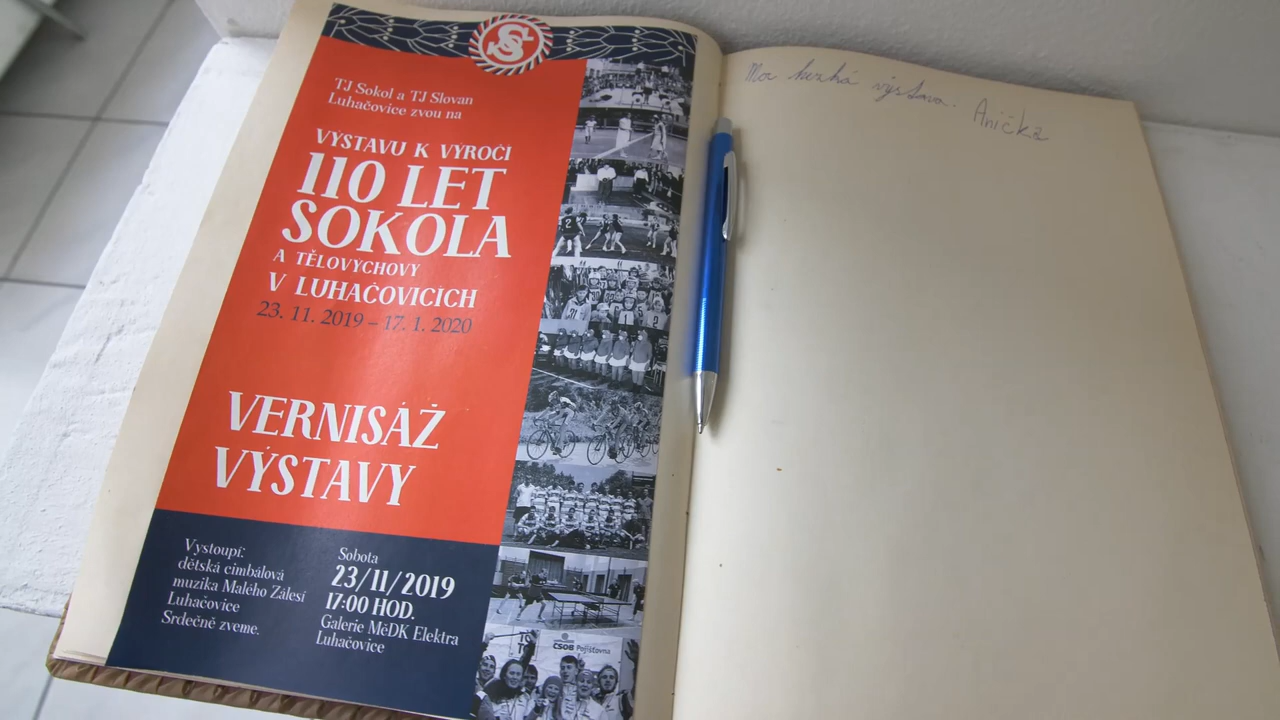 TJ Sokol a TJ Slovan
Luhačovice zvou na
VÝSTAVU K VÝROČÍ
110 LET
SOKOLA
A TĚLOVÝCHOVY
V LUHAČOVICÍCH
23. 11. 2019 – 17. 1. 2020
VERNISÁŽ
VÝSTAVY
Vystoupí:
dětská cimbálová
muzika Malého Zálesí
Luhačovice
Srdečně zveme.
Sobota
23/11/2019
17:00 HOD.
Galerie MěDK Elektra
Luhačovice
ČSOB Pojišťovna
Moc hezká výstava.
Anička